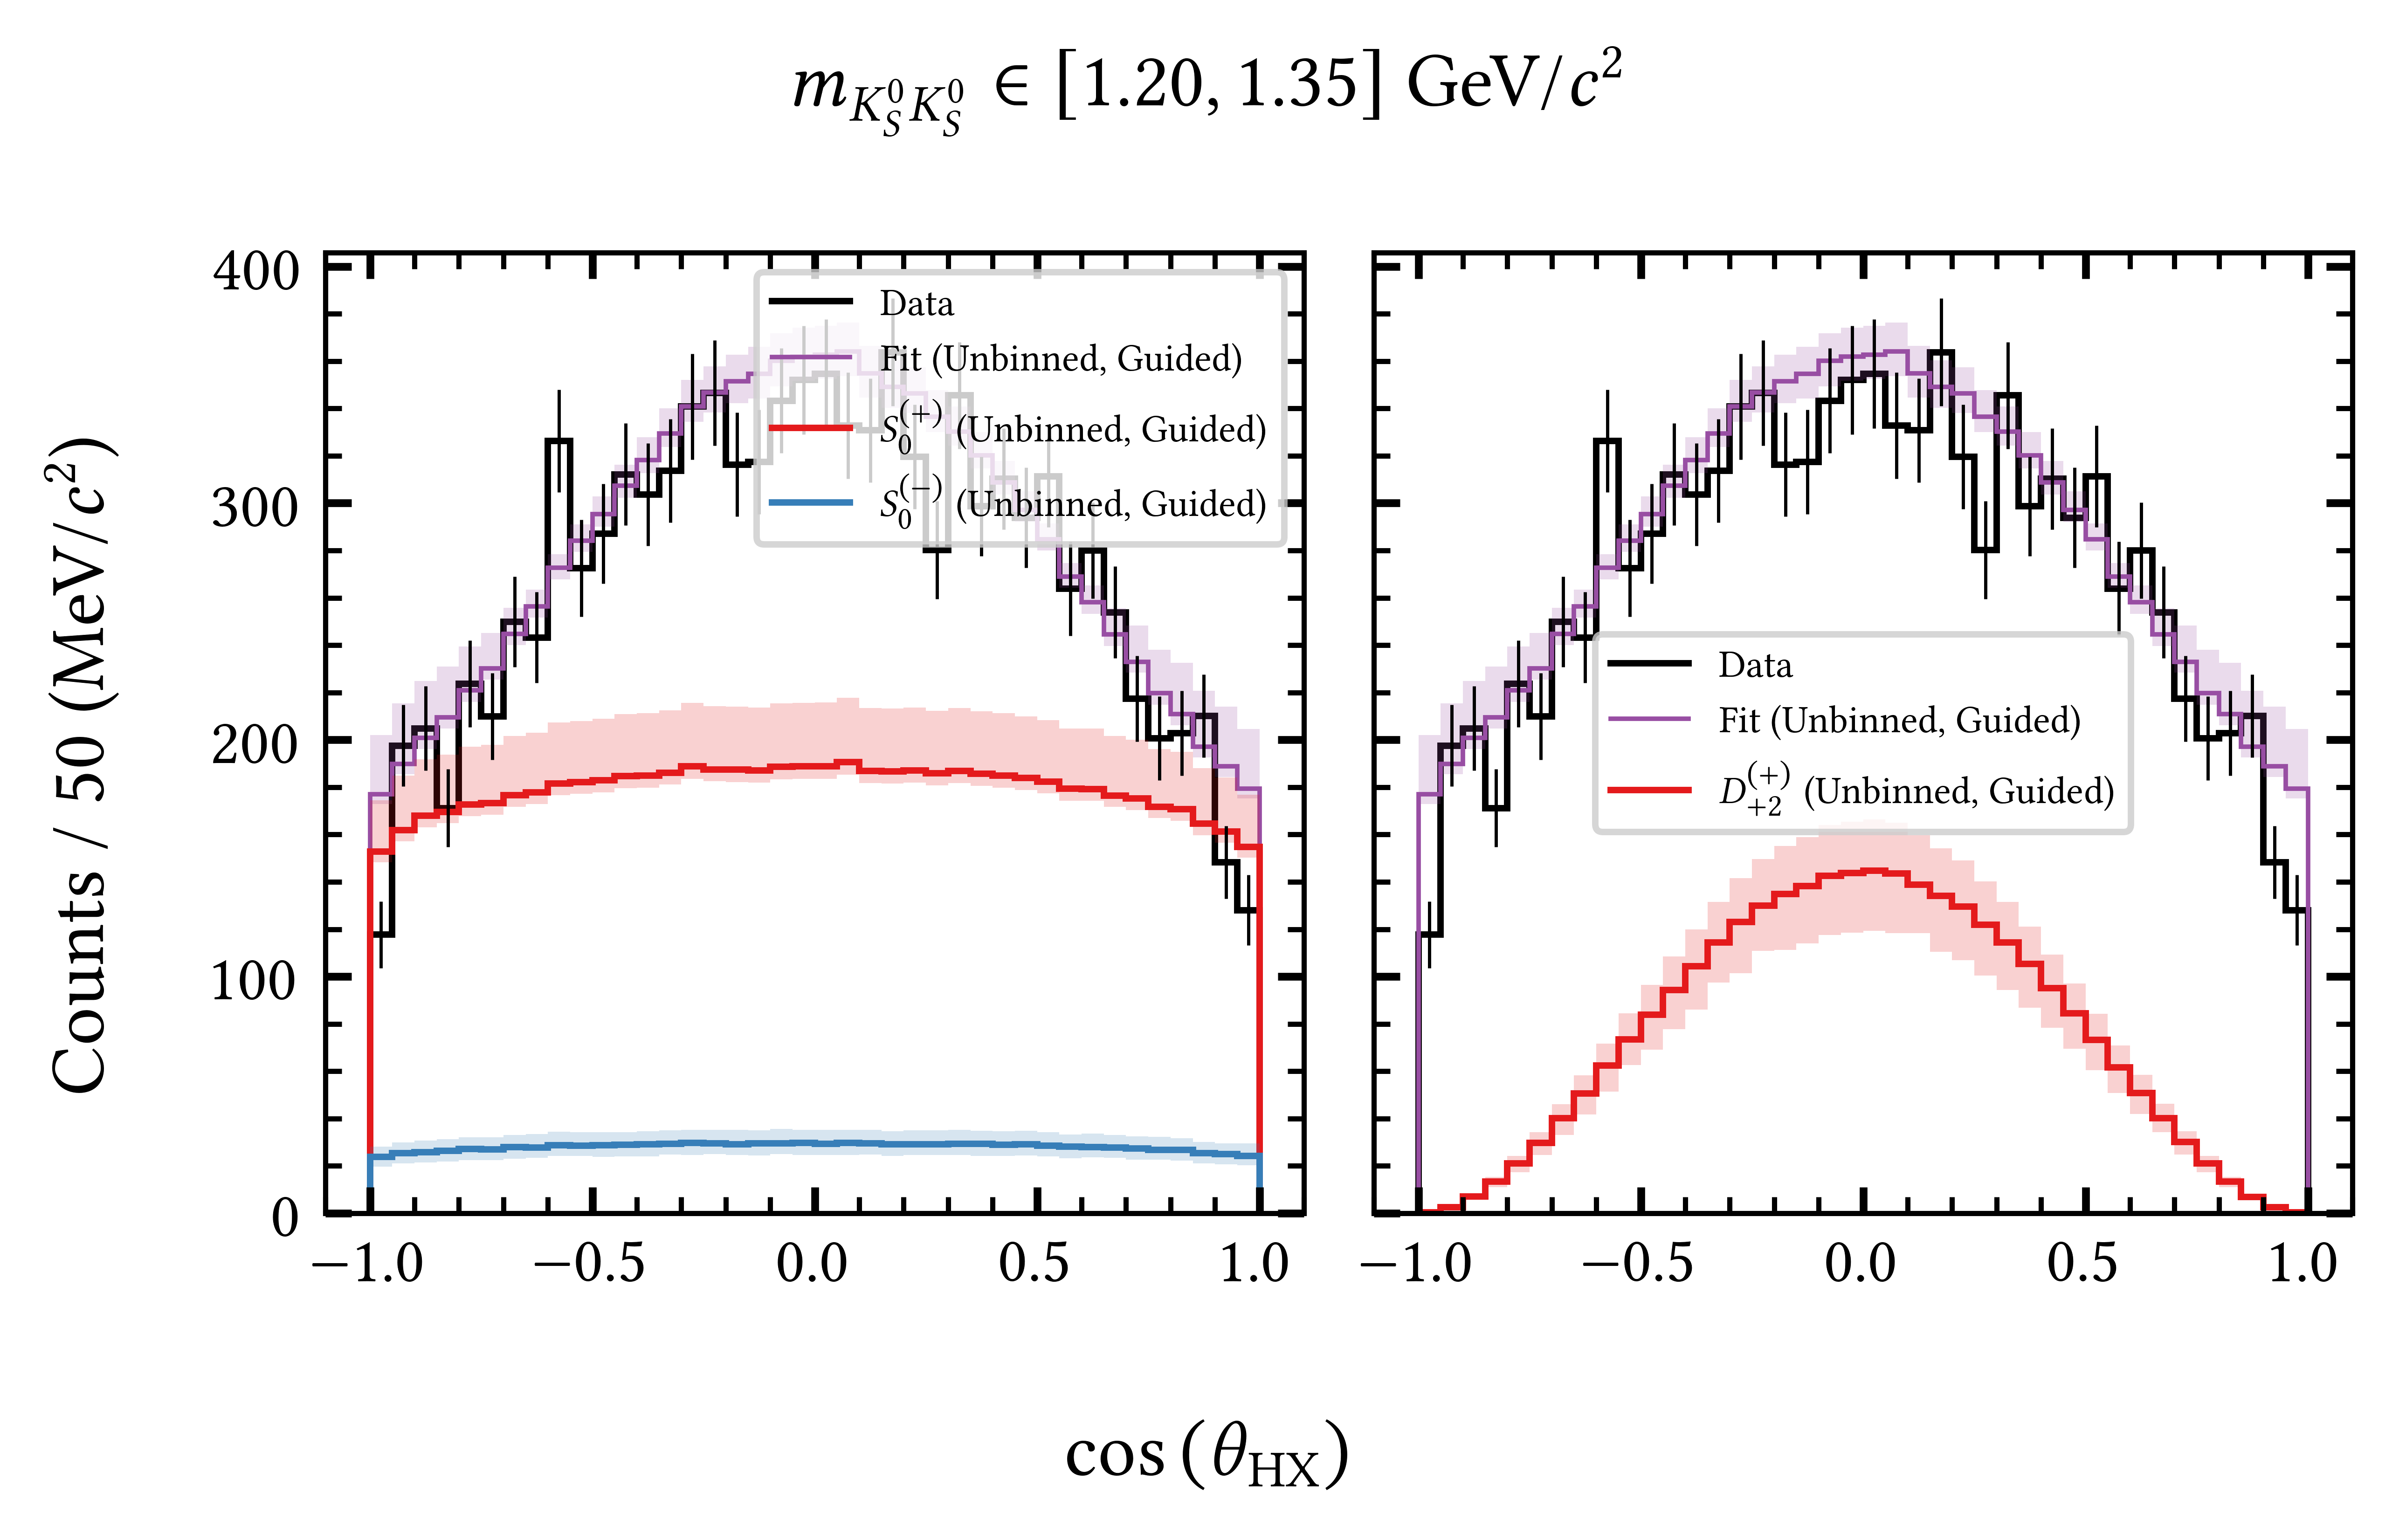 m_{K_S^0 K_S^0} ∈ [1.20, 1.35] GeV/c²
Counts / 50 (MeV/c²)
400
300
200
100
0
Data
Fit (Unbinned, Guided)
S_0^{(+)} (Unbinned, Guided)
S_0^{(−)} (Unbinned, Guided)
−1.0 −0.5 0.0 0.5 1.0
Data
Fit (Unbinned, Guided)
D_{+2}^{(+)} (Unbinned, Guided)
−1.0 −0.5 0.0 0.5 1.0
cos (θ_{HX})